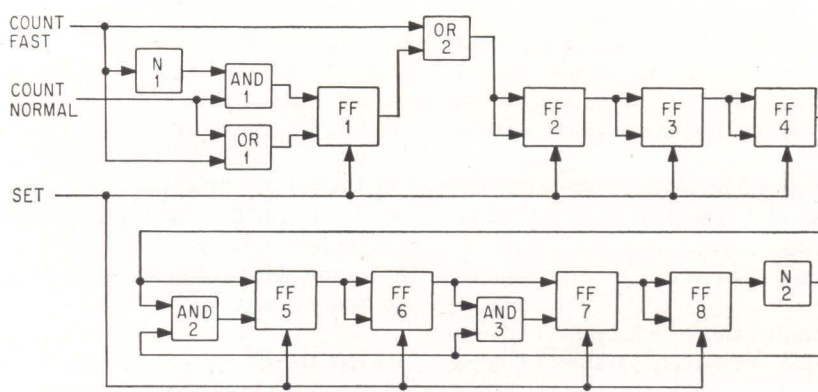 COUNT
FAST
N
1
AND
1
OR
2
COUNT
NORMAL
OR
1
FF
1
FF
2
FF
3
FF
4
SET
FF
5
FF
6
FF
7
FF
8
N
2
AND
2
AND
3